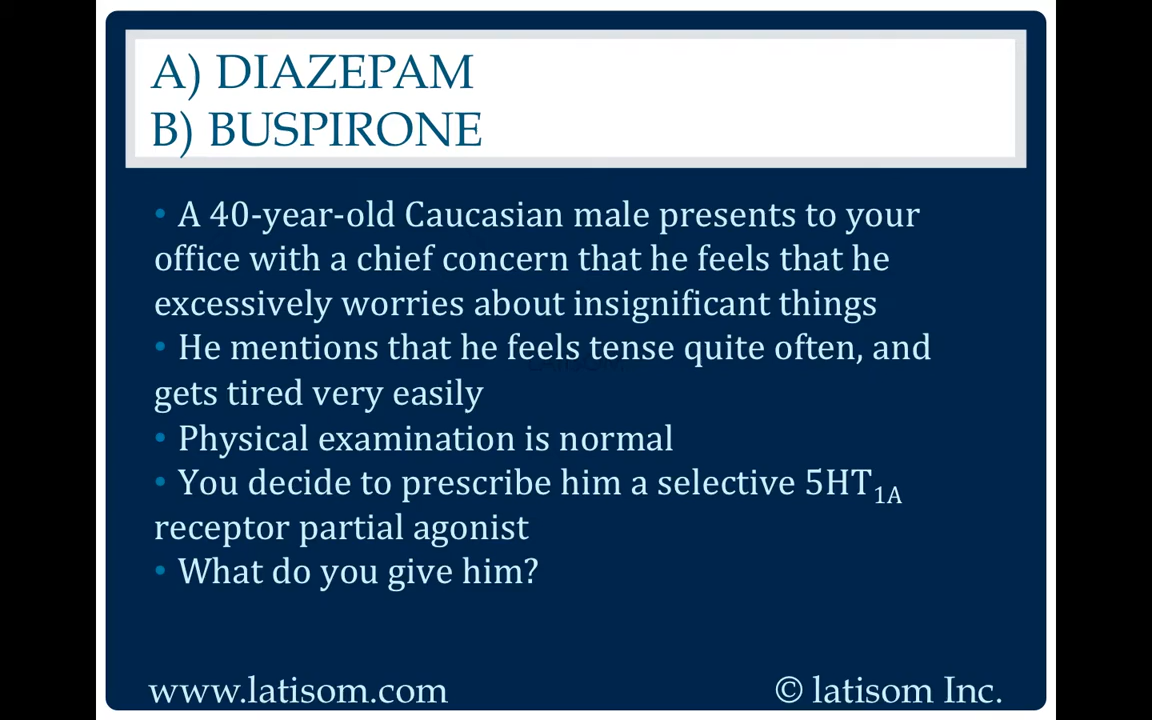 A) DIAZEPAM
B) BUSPIRONE
• A 40-year-old Caucasian male presents to your
office with a chief concern that he feels that he
excessively worries about insignificant things
• He mentions that he feels tense quite often, and
gets tired very easily
• Physical examination is normal
• You decide to prescribe him a selective 5HT1A
receptor partial agonist
• What do you give him?
www.latisom.com
© latisom Inc.